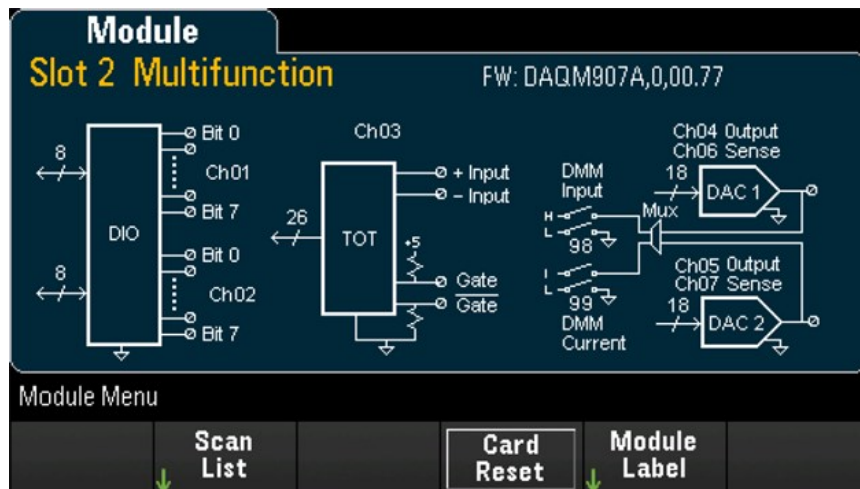 Module
Slot 2 Multifunction
FW: DAQM907A,0,00.77
8
DIO
Bit 0
Ch01
Bit 7
8
Bit 0
Ch02
Bit 7
Ch03
26
TOT
+ Input
– Input
+5
Gate
Gate
DMM
Input
H
L
98
I
L
99
DMM
Current
Mux
Ch04 Output
Ch06 Sense
18
DAC 1
Ch05 Output
Ch07 Sense
18
DAC 2
Module Menu
Scan
List
Card
Reset
Module
Label